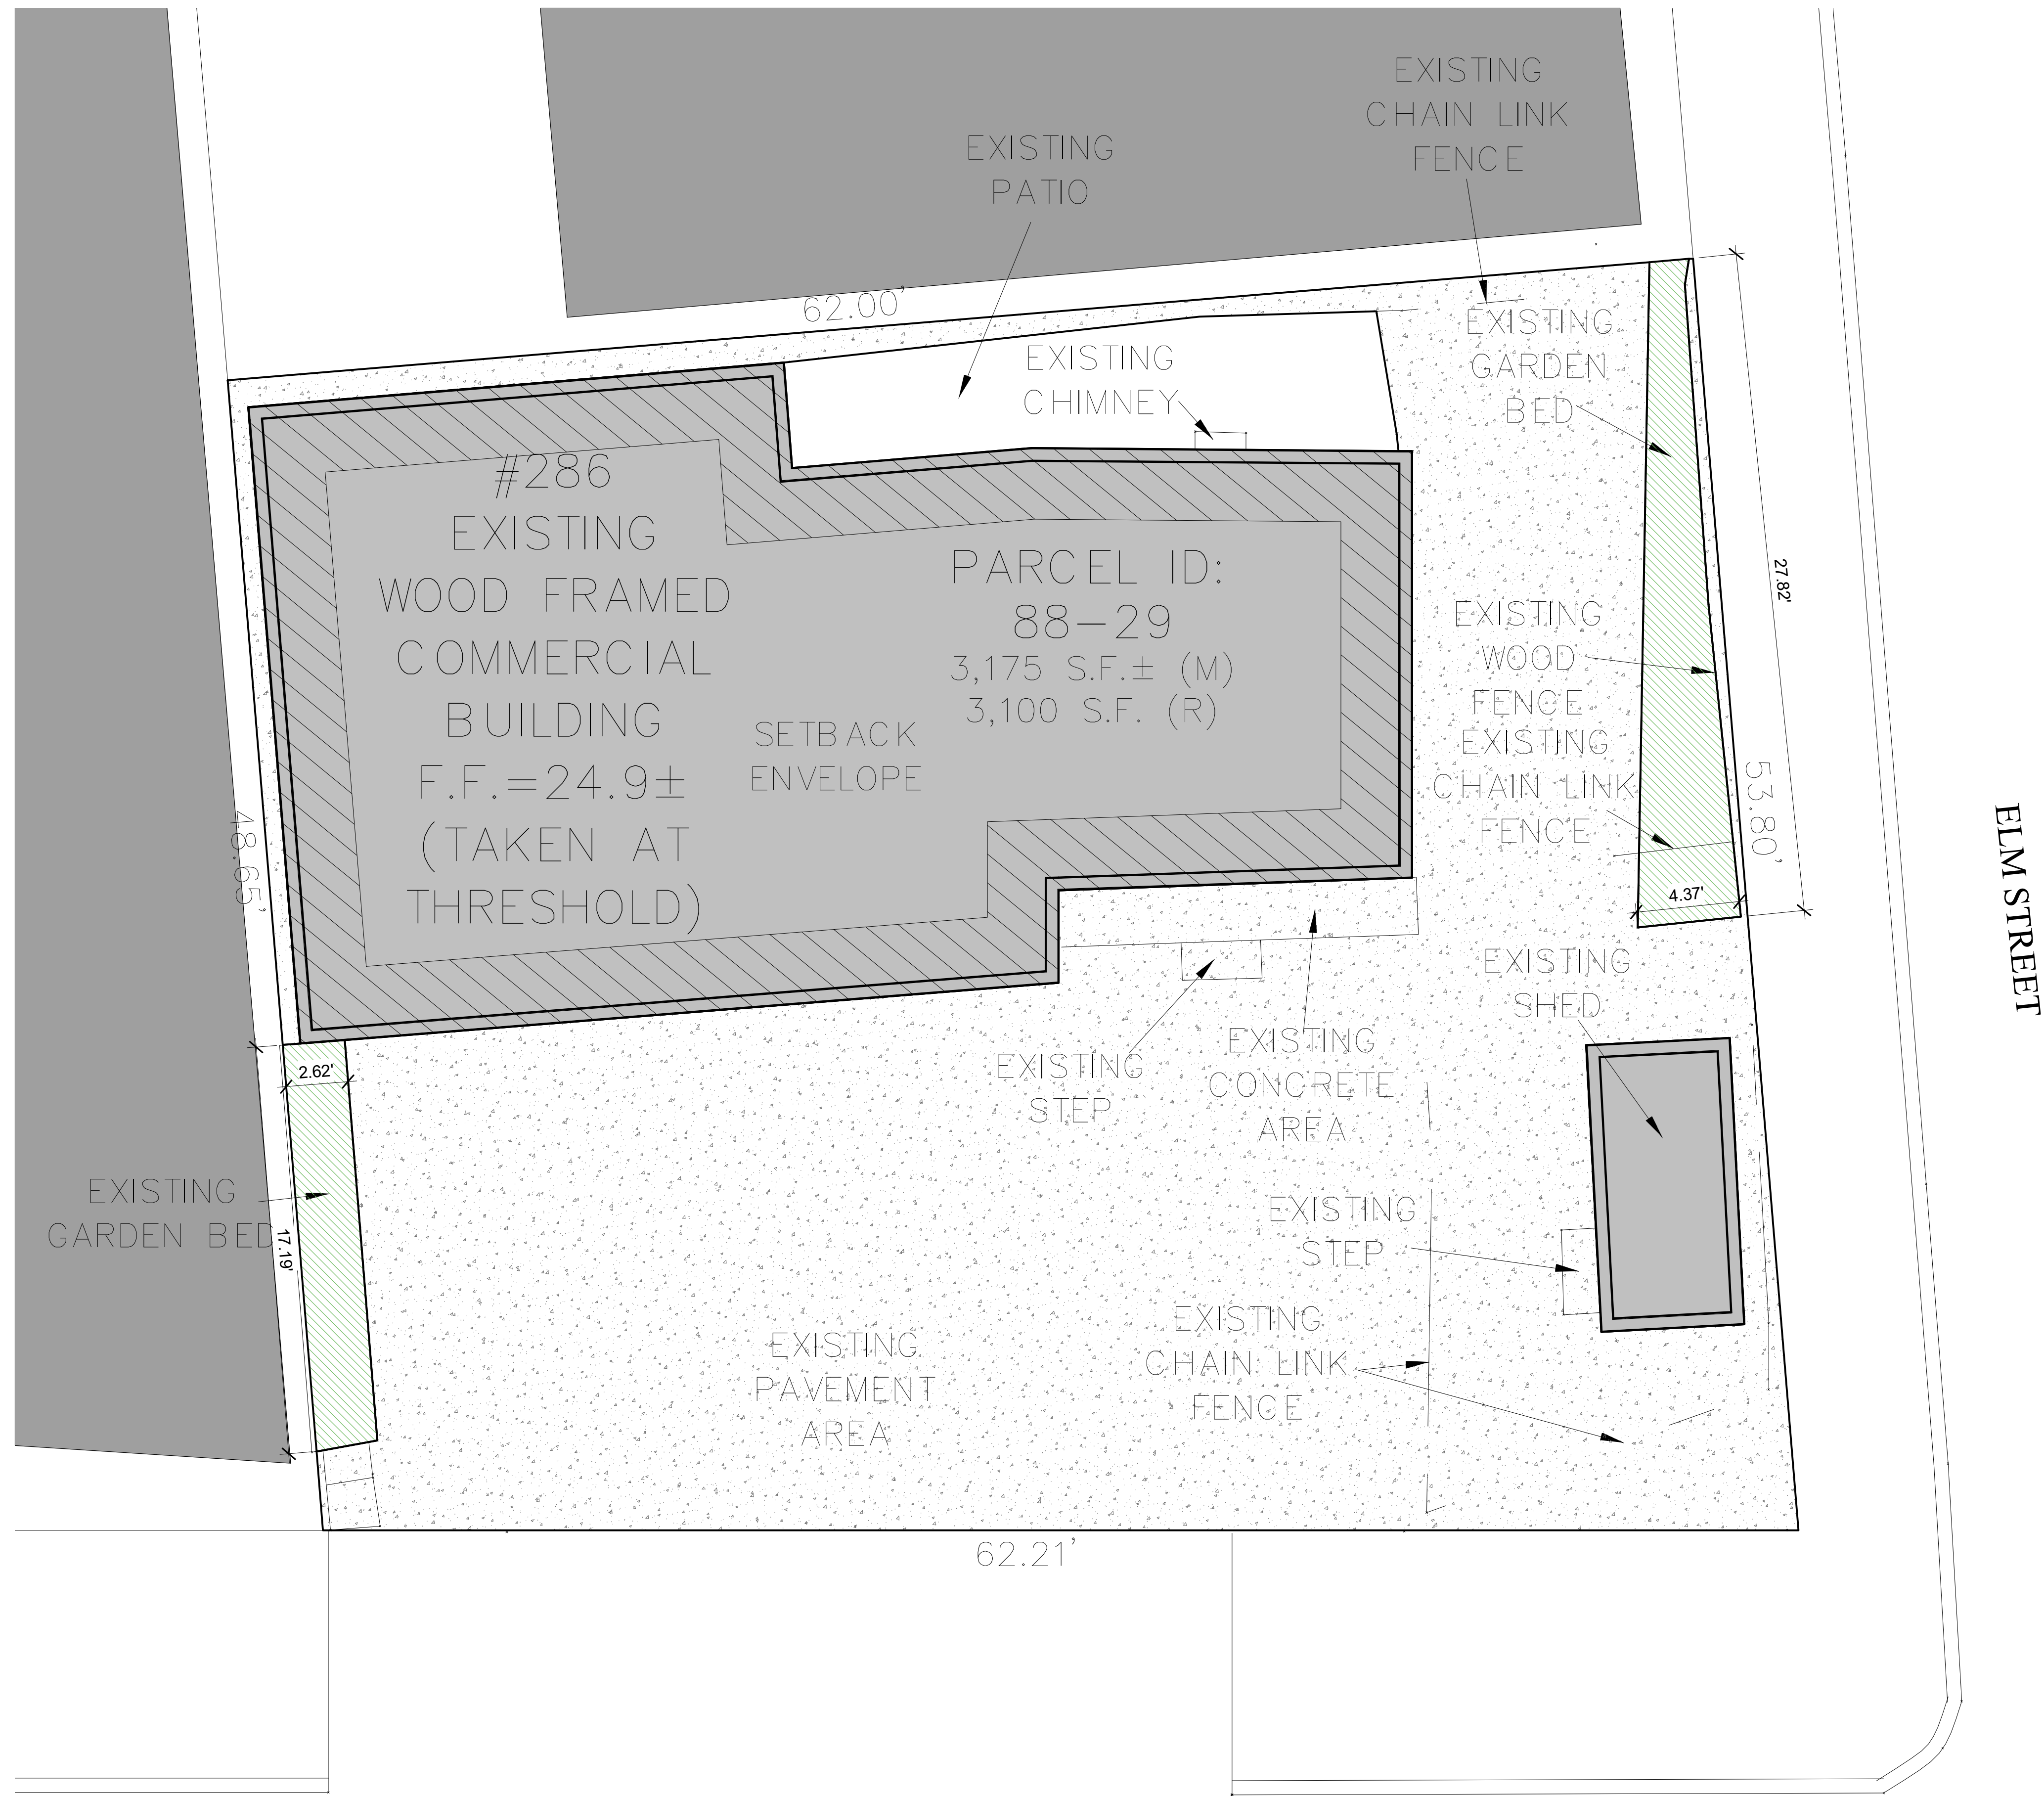 EXISTING
CHAIN LINK
FENCE
EXISTING
PATIO
62.00'
EXISTING
CHIMNEY
EXISTING
GARDEN
BED
#286
EXISTING
WOOD FRAMED
COMMERCIAL
BUILDING
F.F.=24.9±
(TAKEN AT
THRESHOLD)
PARCEL ID:
88-29
3,175 S.F.± (M)
3,100 S.F. (R)
SETBACK
ENVELOPE
27.82'
EXISTING
WOOD
FENCE
EXISTING
CHAIN LINK
FENCE
53.80'
ELM STREET
48.65'
4.37'
EXISTING
SHED
EXISTING
STEP
EXISTING
CONCRETE
AREA
2.62'
EXISTING
GARDEN BED
17.19'
EXISTING
STEP
EXISTING
CHAIN LINK
FENCE
EXISTING
PAVEMENT
AREA
62.21'